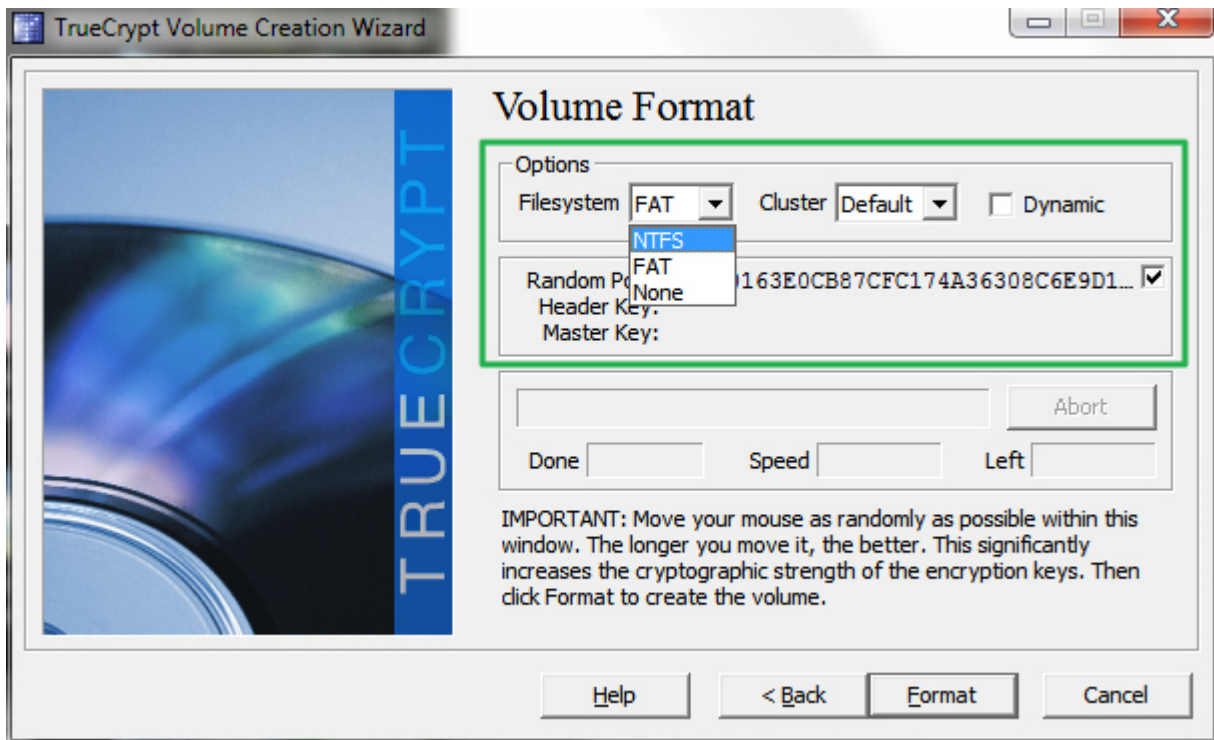 TrueCrypt Volume Creation Wizard
TRUECRYPT
Volume Format
Options
Filesystem FAT Cluster Default Dynamic
NTFS
FAT
None
Random 163E0CB87CFC174A36308C6E9D1...
Header Key:
Master Key:
Abort
Done Speed Left
IMPORTANT: Move your mouse as randomly as possible within this
window. The longer you move it, the better. This significantly
increases the cryptographic strength of the encryption keys. Then
click Format to create the volume.
Help < Back Format Cancel